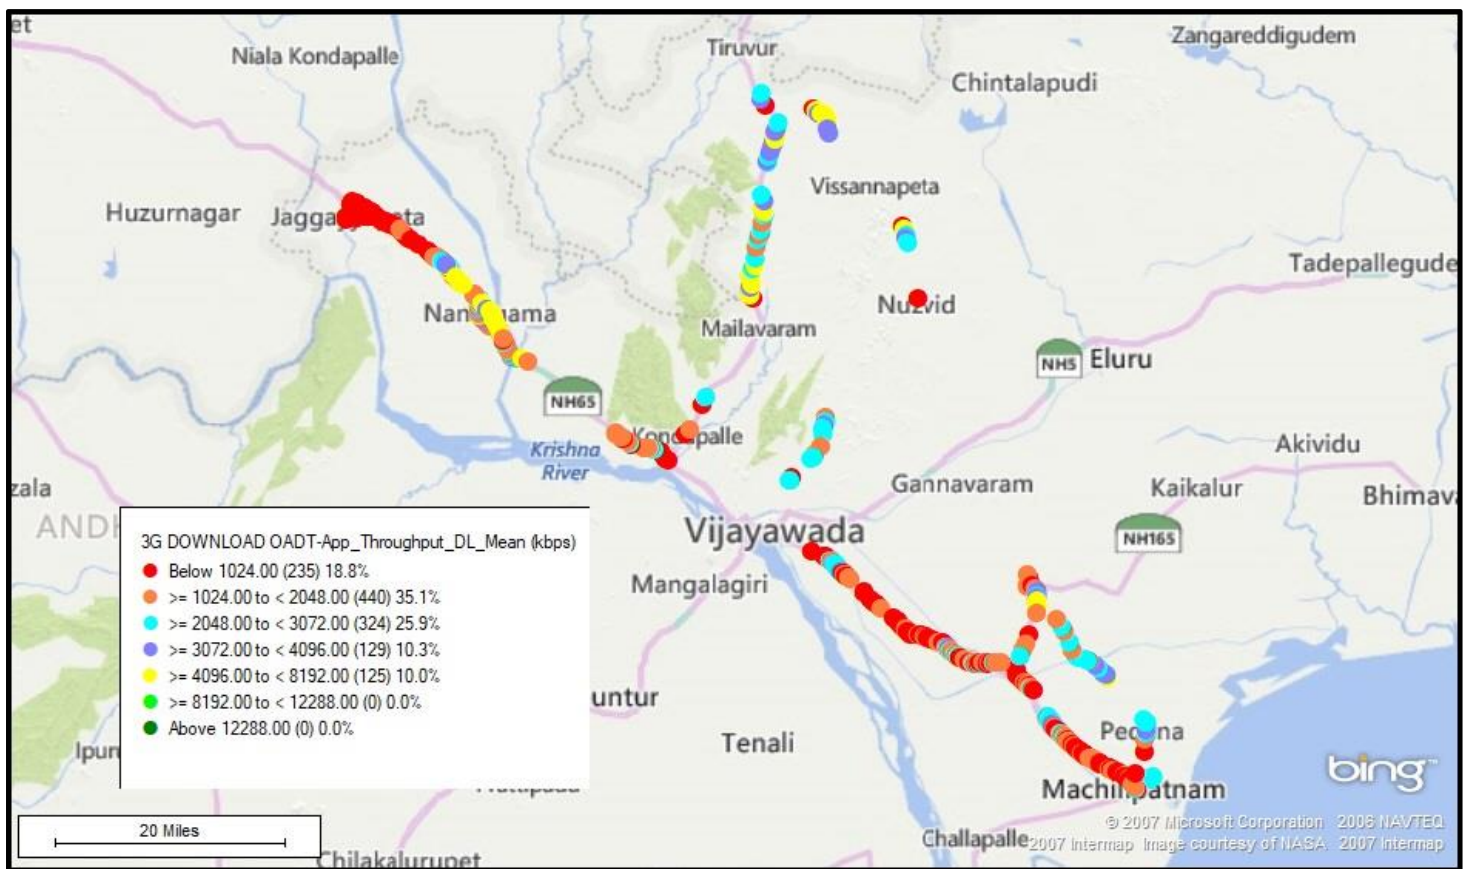 et
Niala Kondapalle
Tiruvur
Zangareddigudem
Chintalapudi
Vissannapeta
Huzurnagar
Tadepallegude
Nuzvid
Mailavaram
NH5
Eluru
NH65
Krishna
River
Akividu
zala
Gannavaram
Kaikalur
Bhimava
Vijayawada
NH165
Mangalagiri
3G DOWNLOAD OADT-App_Throughput_DL_Mean (kbps)
Below 1024.00 (235) 18.8%
>= 1024.00 to < 2048.00 (440) 35.1%
>= 2048.00 to < 3072.00 (324) 25.9%
>= 3072.00 to < 4096.00 (129) 10.3%
>= 4096.00 to < 8192.00 (125) 10.0%
>= 8192.00 to < 12288.00 (0) 0.0%
Above 12288.00 (0) 0.0%
untur
Tenali
Ipur
bing
Machilipatnam
20 Miles
© 2007 Microsoft Corporation 2006 NAVTEQ
Challapalle
2007 Intermap Image courtesy of NASA 2007 Intermap
Chilakalurupet